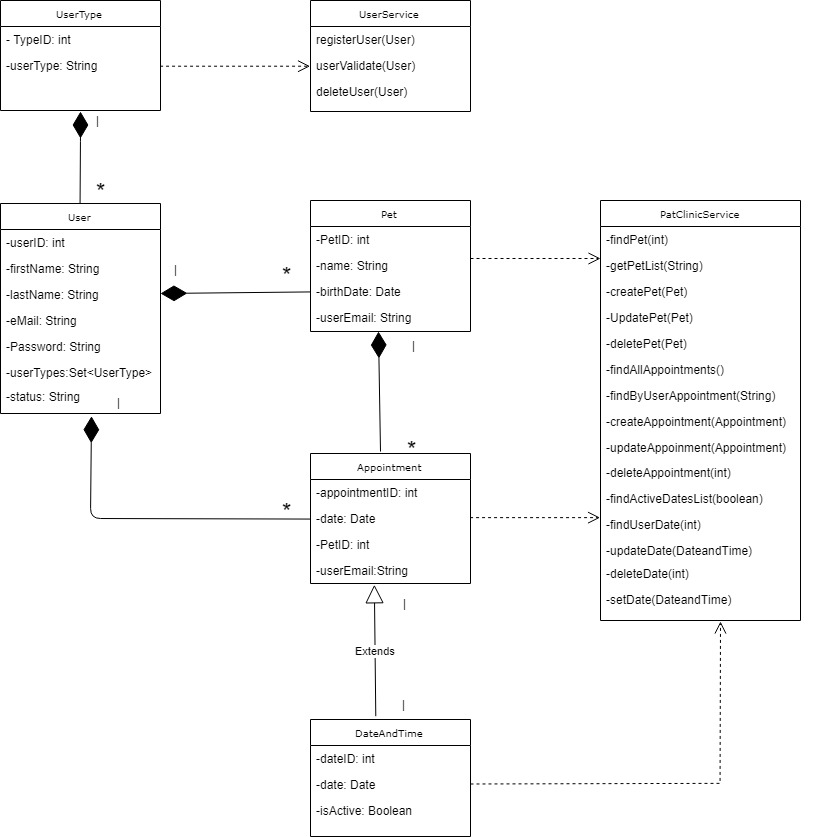 UserType
- TypeID: int
-userType: String
UserService
registerUser(User)
userValidate(User)
deleteUser(User)
|
*
User
-userID: int
-firstName: String
-lastName: String
-eMail: String
-Password: String
-userTypes:Set<UserType>
-status: String
|
*
|
Pet
-PetID: int
-name: String
-birthDate: Date
-userEmail: String
|
*
*
Appointment
-appointmentID: int
-date: Date
-PetID: int
-userEmail:String
|
Extends
|
DateAndTime
-dateID: int
-date: Date
-isActive: Boolean
PatClinicService
-findPet(int)
-getPetList(String)
-createPet(Pet)
-UpdatePet(Pet)
-deletePet(Pet)
-findAllAppointments()
-findByUserAppointment(String)
-createAppointment(Appointment)
-updateAppoinment(Appointment)
-deleteAppointment(int)
-findActiveDatesList(boolean)
-findUserDate(int)
-updateDate(DateandTime)
-deleteDate(int)
-setDate(DateandTime)